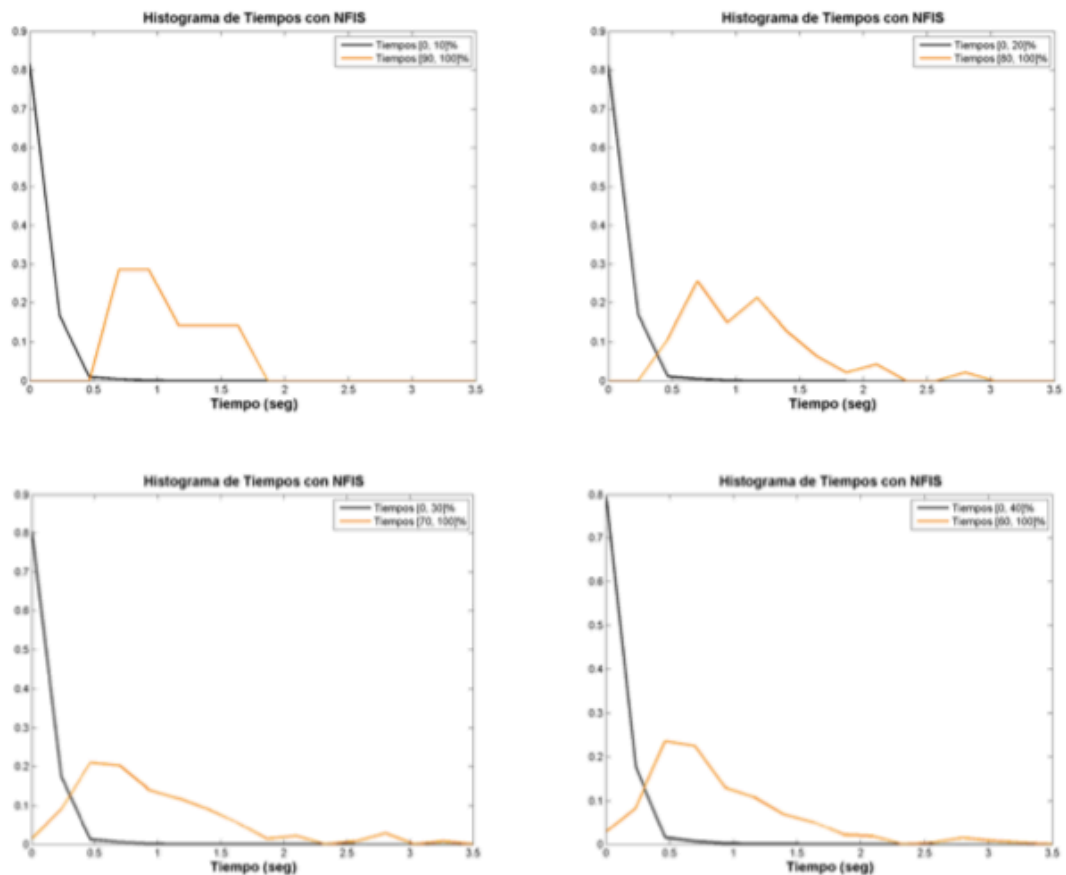 Histograma de Tiempos con NFIS
0.9
0.8
0.7
0.6
0.5
0.4
0.3
0.2
0.1
0
Tiempos [0, 10]%
Tiempos [90, 100]%
0 0.5 1 1.5 2 2.5 3 3.5
Tiempo (seg)
Histograma de Tiempos con NFIS
0.9
0.8
0.7
0.6
0.5
0.4
0.3
0.2
0.1
0
Tiempos [0, 20]%
Tiempos [80, 100]%
0 0.5 1 1.5 2 2.5 3 3.5
Tiempo (seg)
Histograma de Tiempos con NFIS
0.9
0.8
0.7
0.6
0.5
0.4
0.3
0.2
0.1
0
Tiempos [0, 30]%
Tiempos [70, 100]%
0 0.5 1 1.5 2 2.5 3 3.5
Tiempo (seg)
Histograma de Tiempos con NFIS
0.8
0.7
0.6
0.5
0.4
0.3
0.2
0.1
0
Tiempos [0, 40]%
Tiempos [60, 100]%
0 0.5 1 1.5 2 2.5 3 3.5
Tiempo (seg)